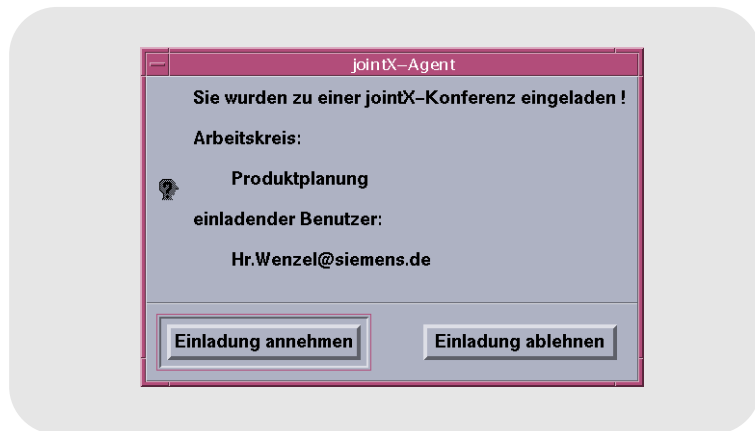 jointX–Agent
Sie wurden zu einer jointX–Konferenz eingeladen !
Arbeitskreis:
Produktplanung
einladender Benutzer:
Hr.Wenzel@siemens.de
Einladung annehmen
Einladung ablehnen